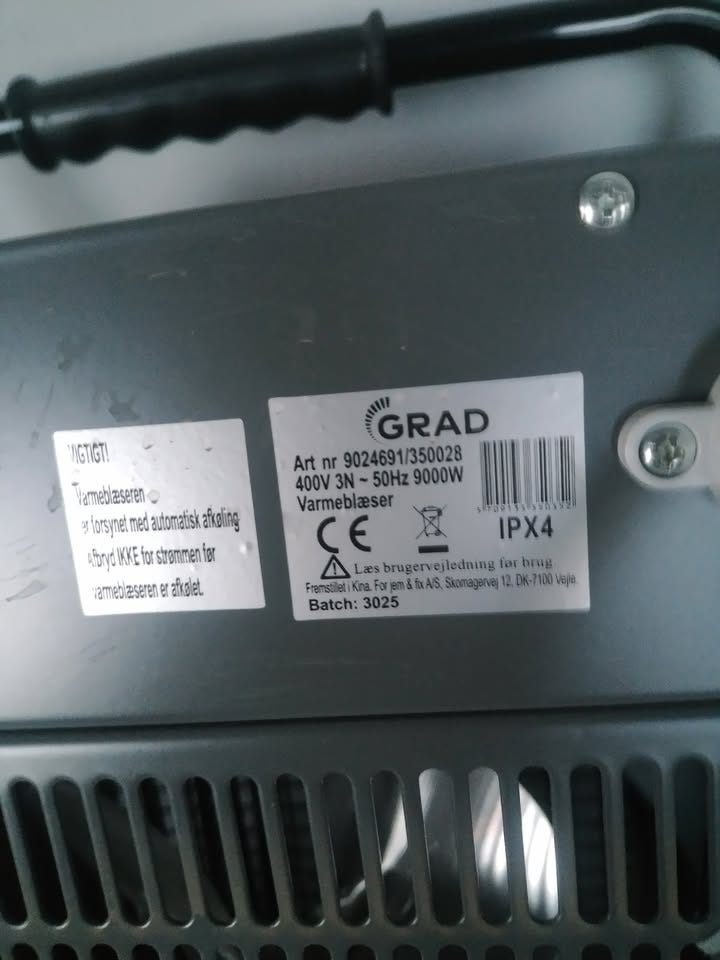 VIGTIGT!
Varmeblæseren
er forsynet med automatisk afkøling
Afbryd IKKE for strømmen før
varmeblæseren er afkølet.
GRAD
Art nr 9024691/350028
400V 3N ~ 50Hz 9000W
Varmeblæser
CE
IPX4
Læs brugervejledning før brug
Fremstillet i Kina. For jem & fix A/S, Skomagervej 12, DK-7100 Vejle
Batch: 3025